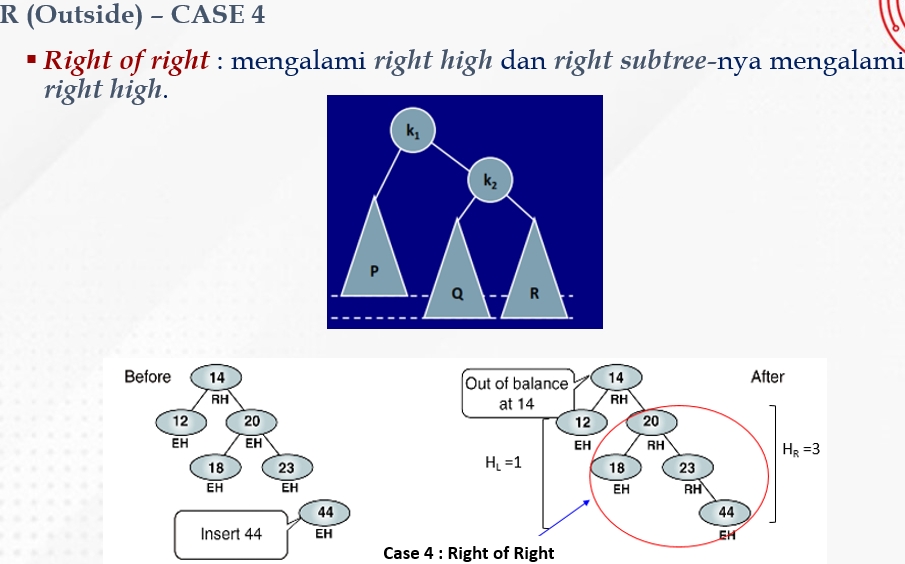 R (Outside) – CASE 4
▪ Right of right : mengalami right high dan right subtree-nya mengalami
right high.
k₁
k₂
P
Q
R
Before
14
RH
12
EH
20
EH
18
EH
23
EH
44
EH
Insert 44
Out of balance
at 14
14
RH
After
12
EH
20
RH
18
EH
23
RH
44
EH
H_L =1
H_R =3
Case 4 : Right of Right